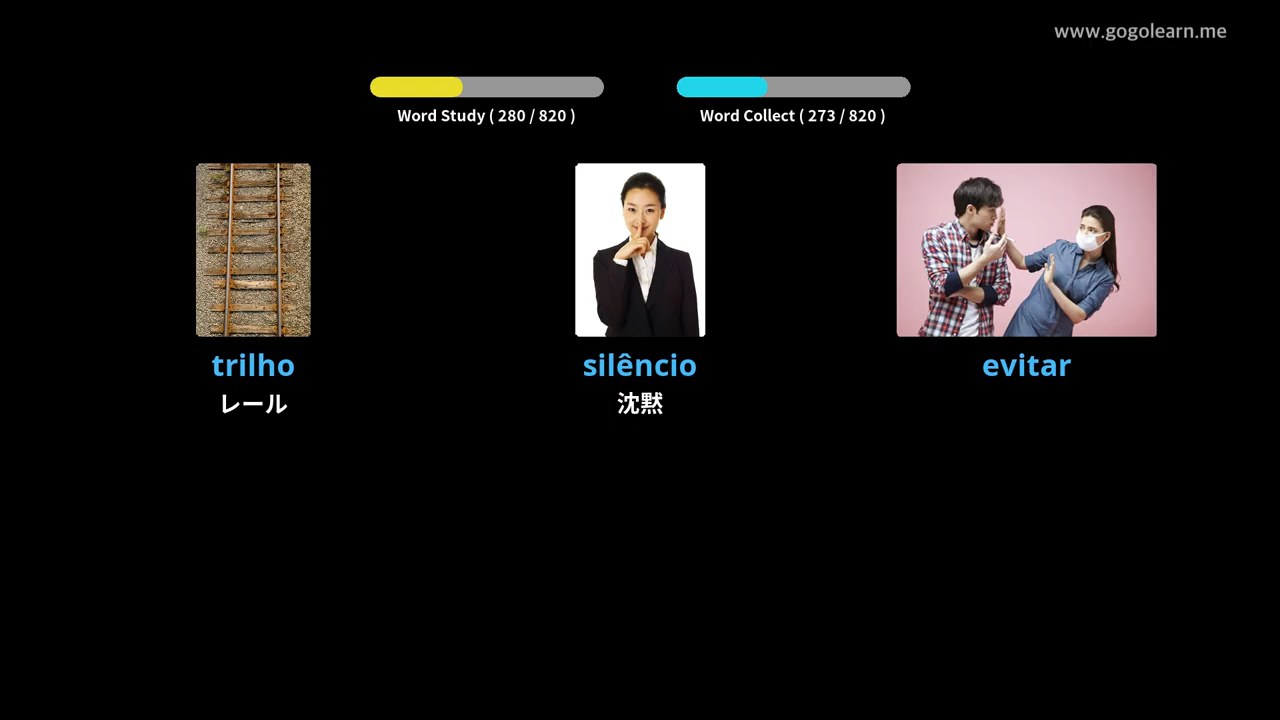 www.gogolearn.me
Word Study ( 280 / 820 )
Word Collect ( 273 / 820 )
trilho
レール
silêncio
沈黙
evitar